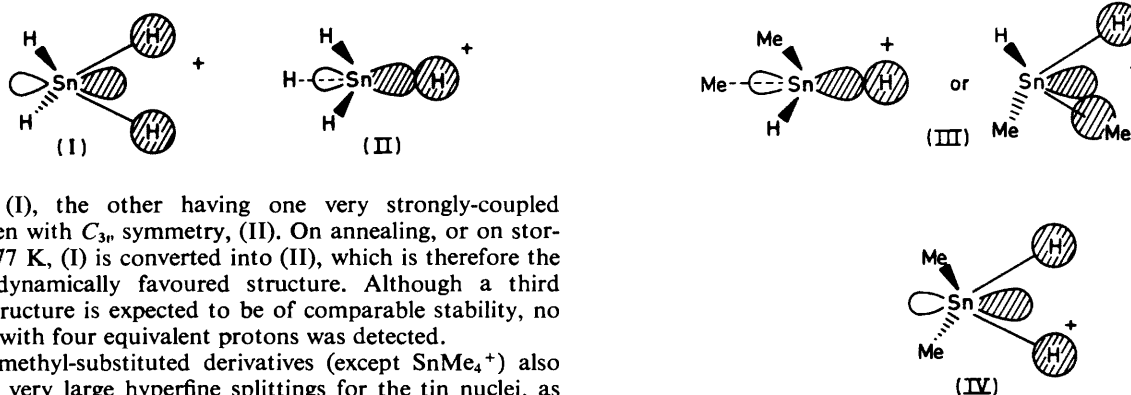 H
H
Sn
+
H
H
(I)
H
+
H
Sn
H
H
(II)
(I), the other having one very strongly-coupled
en with C3v symmetry, (II). On annealing, or on stor-
77 K, (I) is converted into (II), which is therefore the
dynamically favoured structure. Although a third
ructure is expected to be of comparable stability, no
with four equivalent protons was detected.
methyl-substituted derivatives (except SnMe4+) also
very large hyperfine splittings for the tin nuclei, as
Me
+
Me
Sn
H
H
or
H
H
Sn
Me
Me
(III)
H
Me
Sn
+
Me
H
(IV)